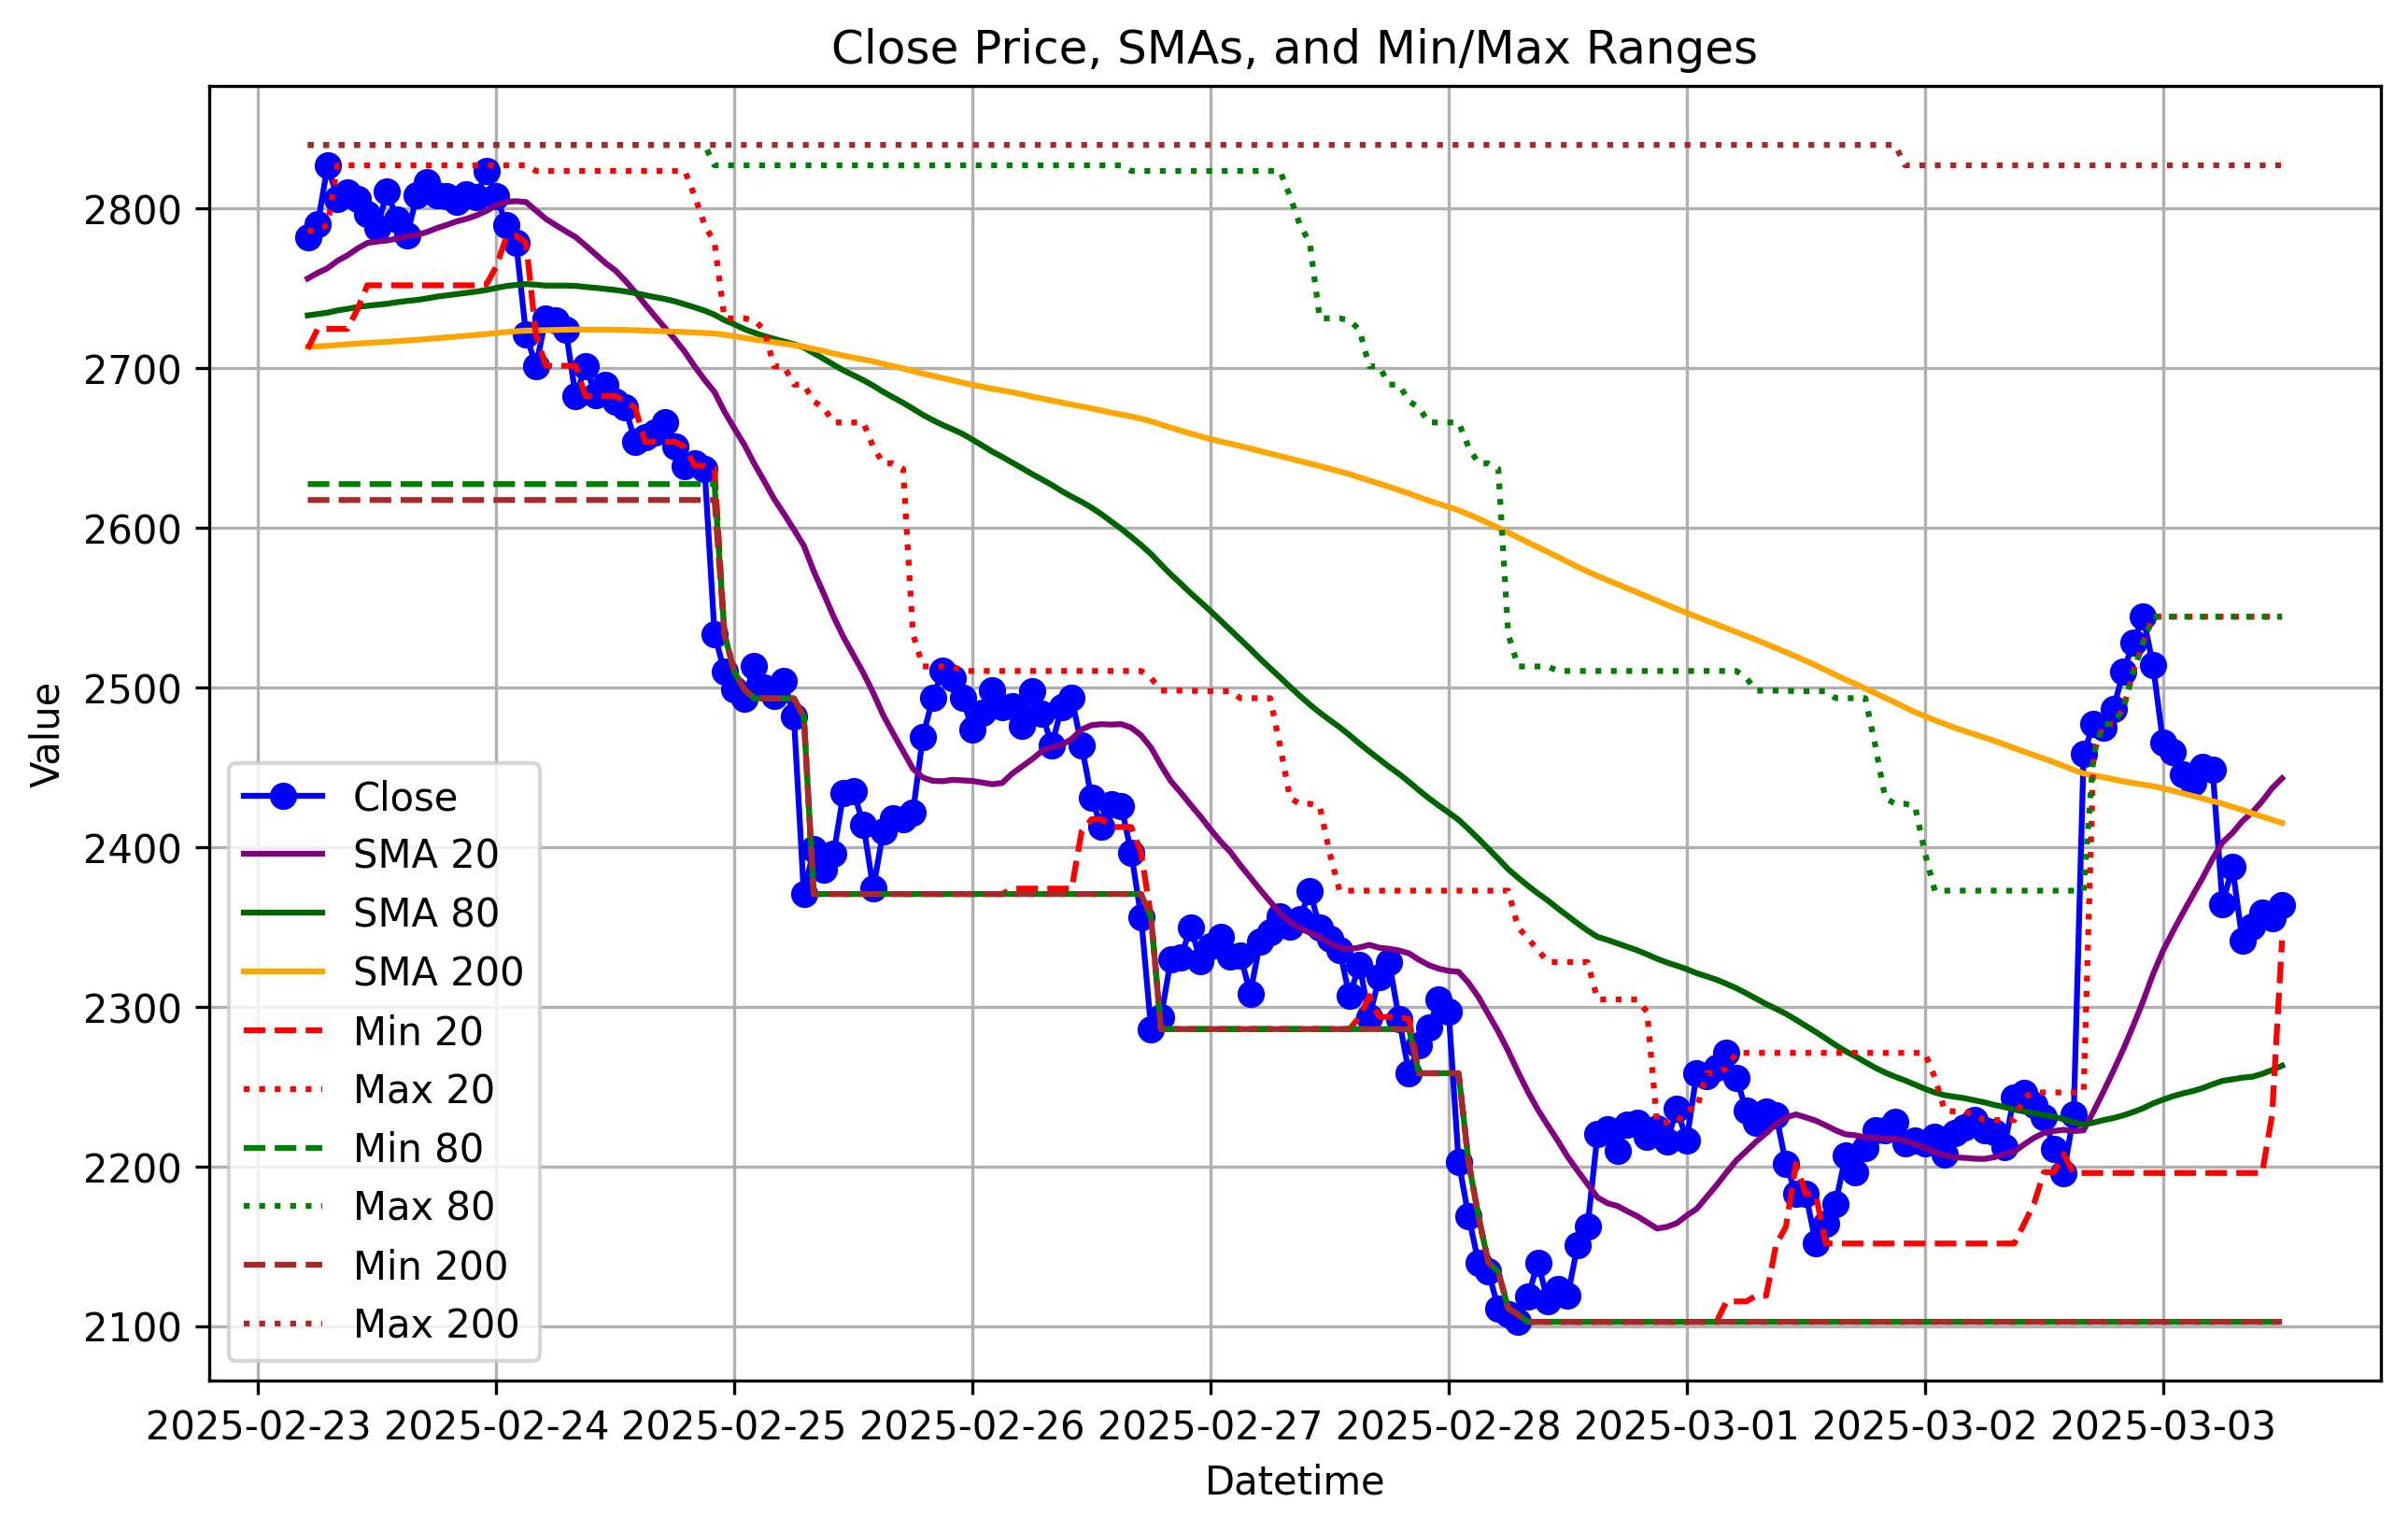 Close Price, SMAs, and Min/Max Ranges
Value
2800
2700
2600
2500
2400
2300
2200
2100
Close
SMA 20
SMA 80
SMA 200
Min 20
Max 20
Min 80
Max 80
Min 200
Max 200
2025-02-23 2025-02-24 2025-02-25 2025-02-26 2025-02-27 2025-02-28 2025-03-01 2025-03-02 2025-03-03
Datetime